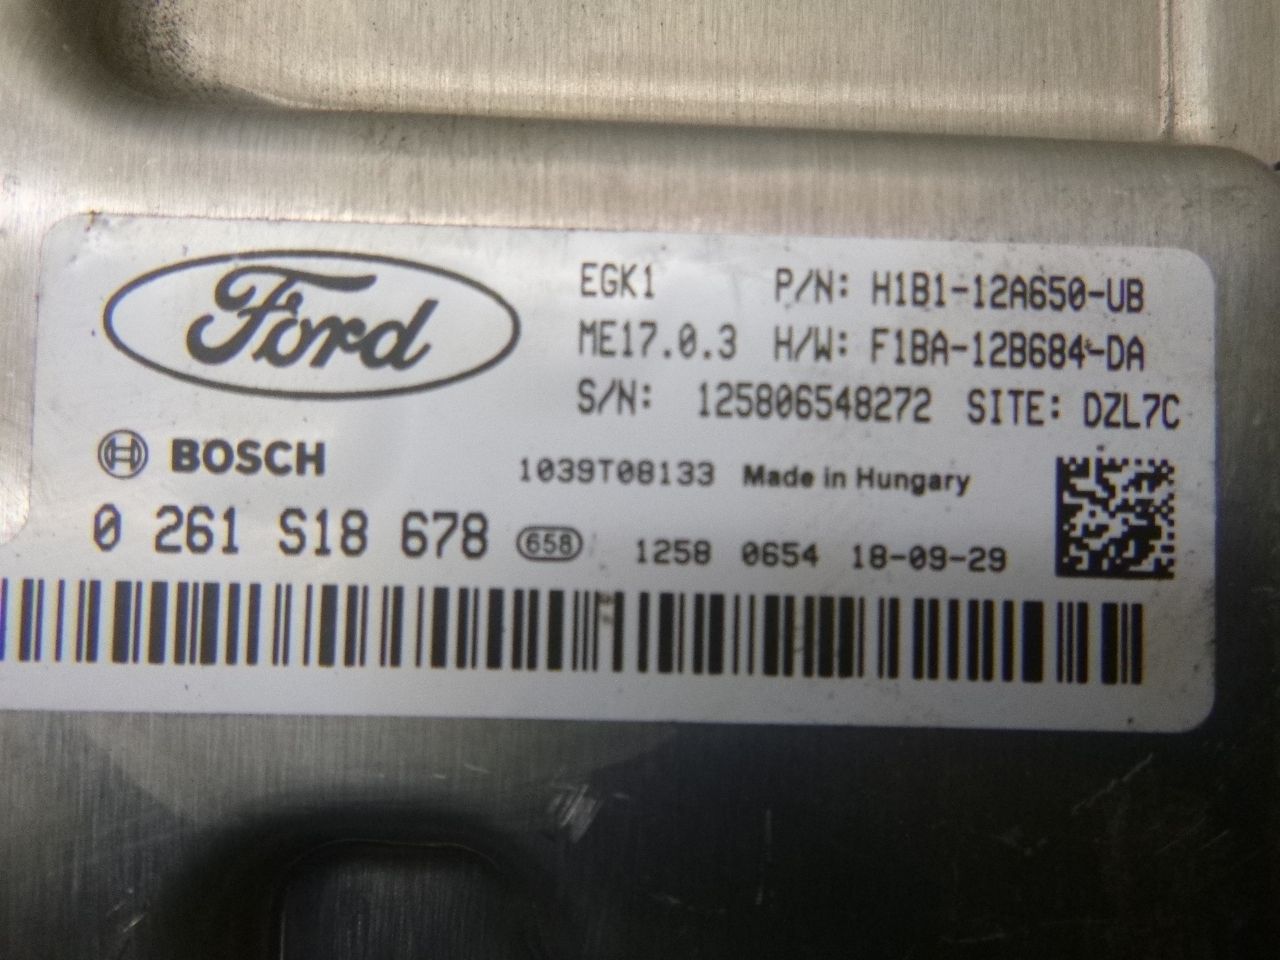 Ford
EGK1 P/N: H1B1-12A650-UB
ME17.0.3 H/W: F1BA-12B684-DA
S/N: 125806548272 SITE: DZL7C
BOSCH 1039T08133 Made in Hungary
0 261 S18 678 658 1258 0654 18-09-29